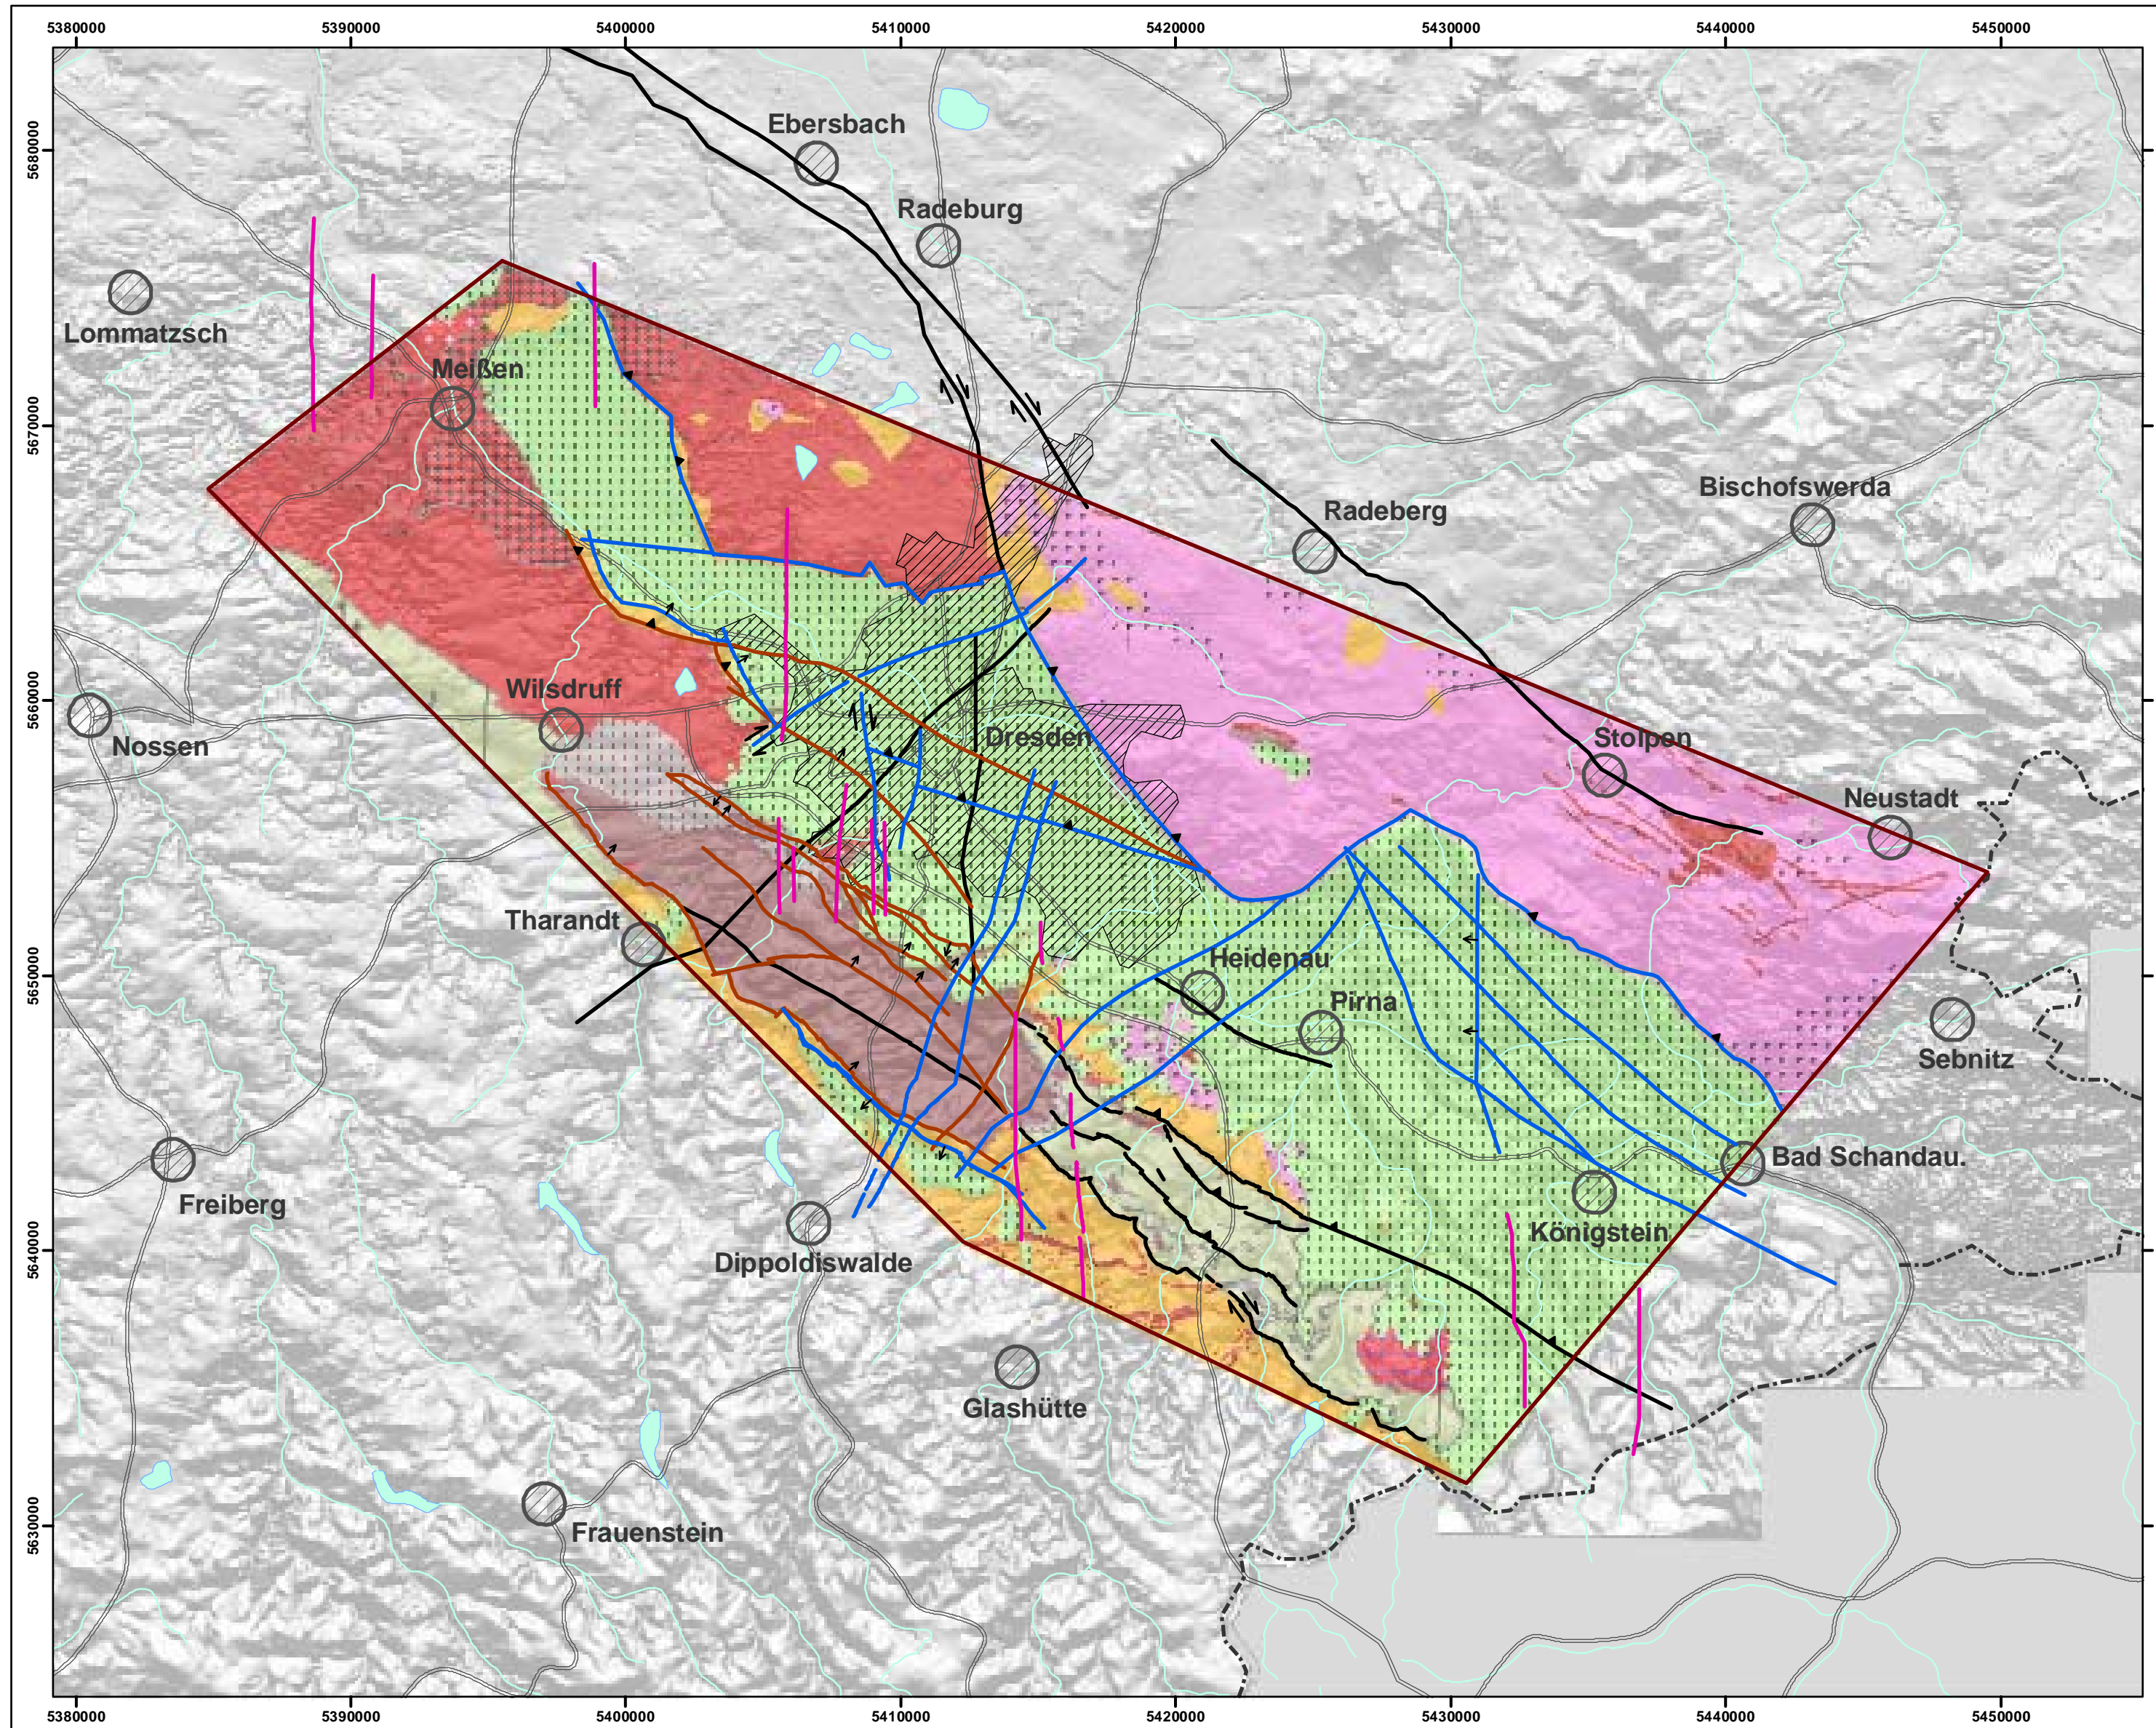 5380000 5390000 5400000 5410000 5420000 5430000 5440000 5450000
5680000
5670000
5660000
5650000
5640000
5630000
Ebersbach
Radeburg
Lommatzsch
Meißen
Bischofswerda
Radeberg
Wilsdruff
Nossen
Dresden
Stolpen
Neustadt
Tharandt
Heidenau
Pirna
Sebnitz
Bad Schandau.
Freiberg
Königstein
Dippoldiswalde
Glashütte
Frauenstein
5380000 5390000 5400000 5410000 5420000 5430000 5440000 5450000